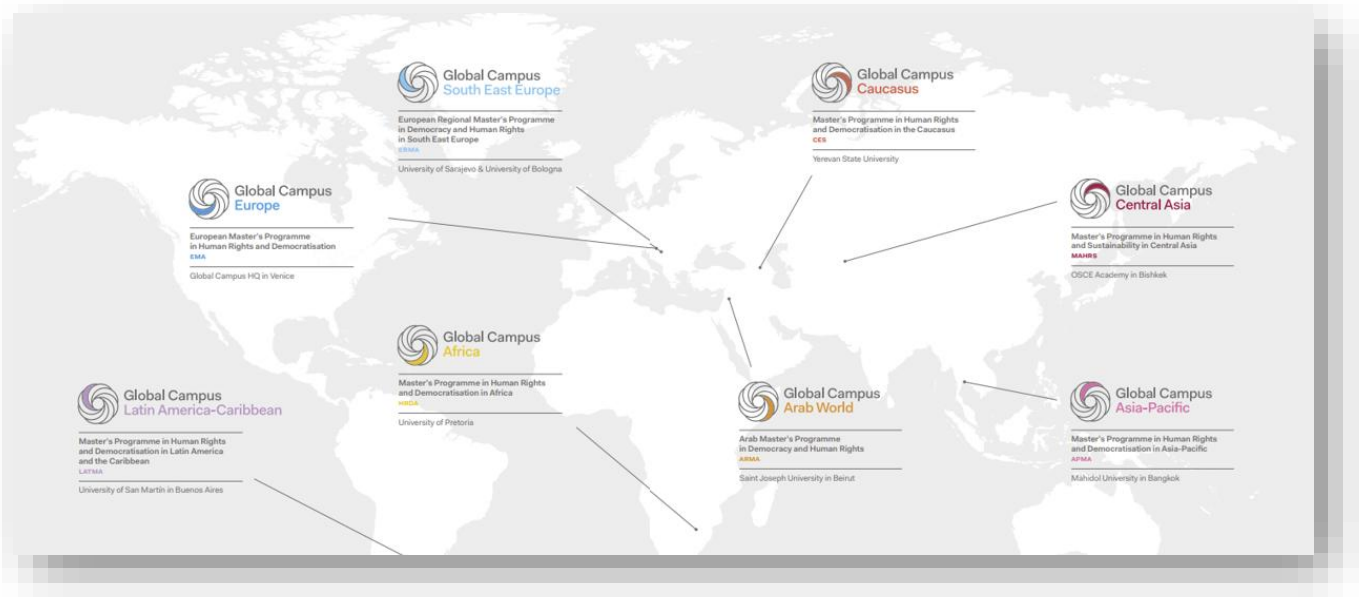 Global Campus
South East Europe
European Regional Master's Programme
in Democracy and Human Rights
in South East Europe
ERMA
University of Sarajevo & University of Bologna
Global Campus
Caucasus
Master's Programme in Human Rights
and Democratisation in the Caucasus
CES
Yerevan State University
Global Campus
Europe
European Master's Programme
in Human Rights and Democratisation
EMA
Global Campus HQ in Venice
Global Campus
Central Asia
Master's Programme in Human Rights
and Sustainability in Central Asia
MAHRS
OSCE Academy in Bishkek
Global Campus
Africa
Master's Programme in Human Rights
and Democratisation in Africa
HRDA
University of Pretoria
Global Campus
Latin America-Caribbean
Master's Programme in Human Rights
and Democratisation in Latin America
and the Caribbean
LATMA
University of San Martín in Buenos Aires
Global Campus
Arab World
Arab Master's Programme
in Democracy and Human Rights
ARMA
Saint Joseph University in Beirut
Global Campus
Asia-Pacific
Master's Programme in Human Rights
and Democratisation in Asia-Pacific
APMA
Mahidol University in Bangkok